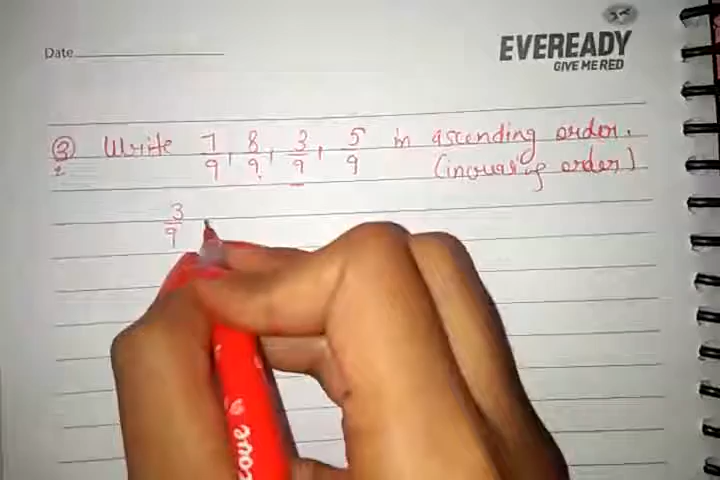 EVEREADY
GIVE ME RED
Date
③ Write 7/9, 8/9, 3/9, 5/9 in ascending order.
(increasing order)
3/9
love